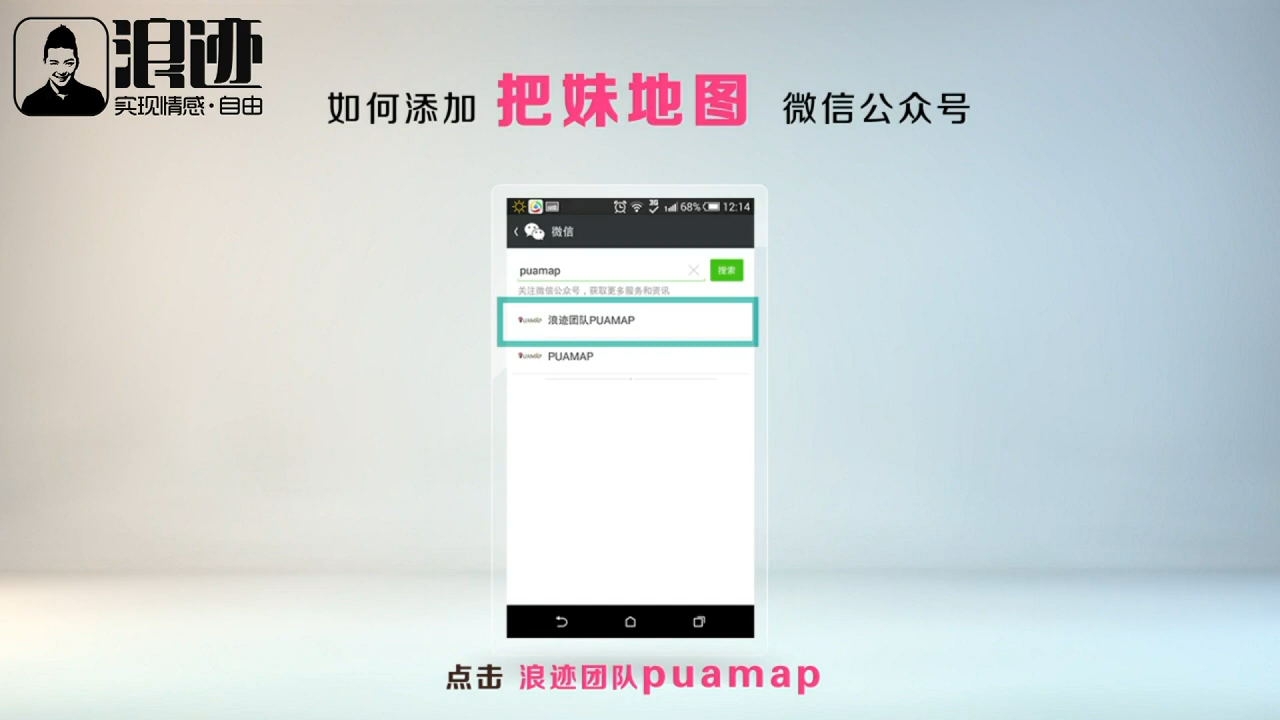 浪迹
实现情感·自由
如何添加 把妹地图 微信公众号
3G 68% 12:14
微信
puamap 搜索
关注微信公众号，获取更多服务和资讯
PUAMAP 浪迹团队PUAMAP
PUAMAP PUAMAP
点击 浪迹团队puamap